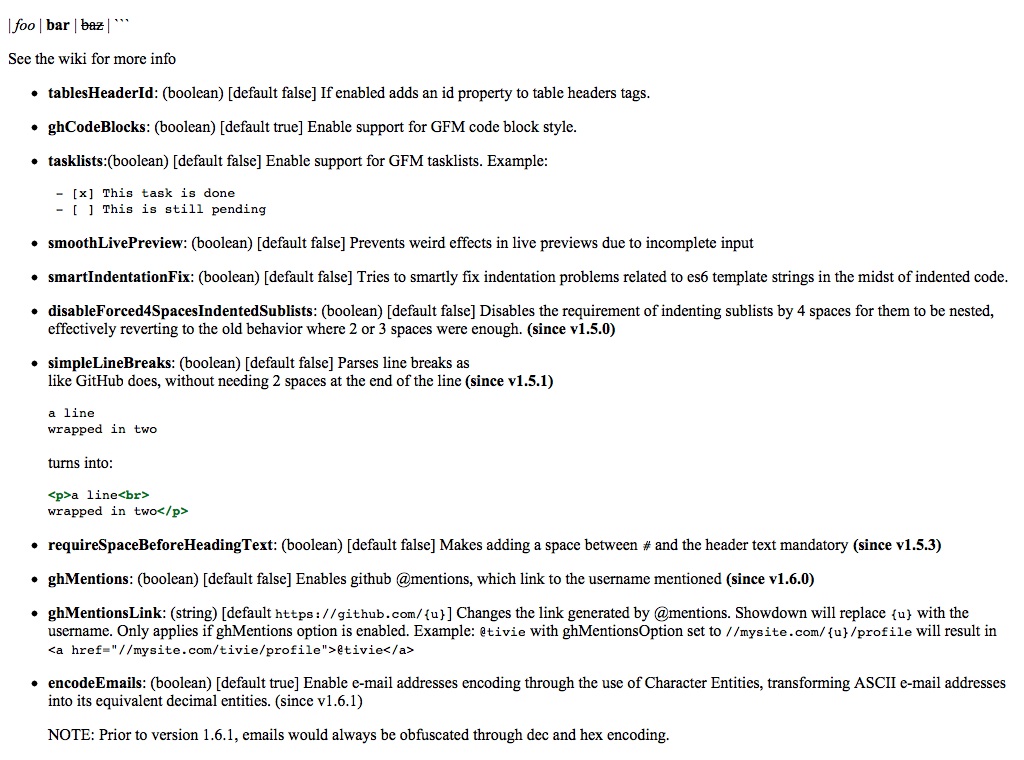 | foo | bar | baz | ```
See the wiki for more info
• tablesHeaderId: (boolean) [default false] If enabled adds an id property to table headers tags.
• ghCodeBlocks: (boolean) [default true] Enable support for GFM code block style.
• tasklists:(boolean) [default false] Enable support for GFM tasklists. Example:
- [x] This task is done
- [ ] This is still pending
• smoothLivePreview: (boolean) [default false] Prevents weird effects in live previews due to incomplete input
• smartIndentationFix: (boolean) [default false] Tries to smartly fix indentation problems related to es6 template strings in the midst of indented code.
• disableForced4SpacesIndentedSublists: (boolean) [default false] Disables the requirement of indenting sublists by 4 spaces for them to be nested,
effectively reverting to the old behavior where 2 or 3 spaces were enough. (since v1.5.0)
• simpleLineBreaks: (boolean) [default false] Parses line breaks as
like GitHub does, without needing 2 spaces at the end of the line (since v1.5.1)
a line
wrapped in two
turns into:
<p>a line<br>
wrapped in two</p>
• requireSpaceBeforeHeadingText: (boolean) [default false] Makes adding a space between # and the header text mandatory (since v1.5.3)
• ghMentions: (boolean) [default false] Enables github @mentions, which link to the username mentioned (since v1.6.0)
• ghMentionsLink: (string) [default https://github.com/{u}] Changes the link generated by @mentions. Showdown will replace {u} with the
username. Only applies if ghMentions option is enabled. Example: @tivie with ghMentionsOption set to //mysite.com/{u}/profile will result in
<a href="//mysite.com/tivie/profile">@tivie</a>
• encodeEmails: (boolean) [default true] Enable e-mail addresses encoding through the use of Character Entities, transforming ASCII e-mail addresses
into its equivalent decimal entities. (since v1.6.1)
NOTE: Prior to version 1.6.1, emails would always be obfuscated through dec and hex encoding.